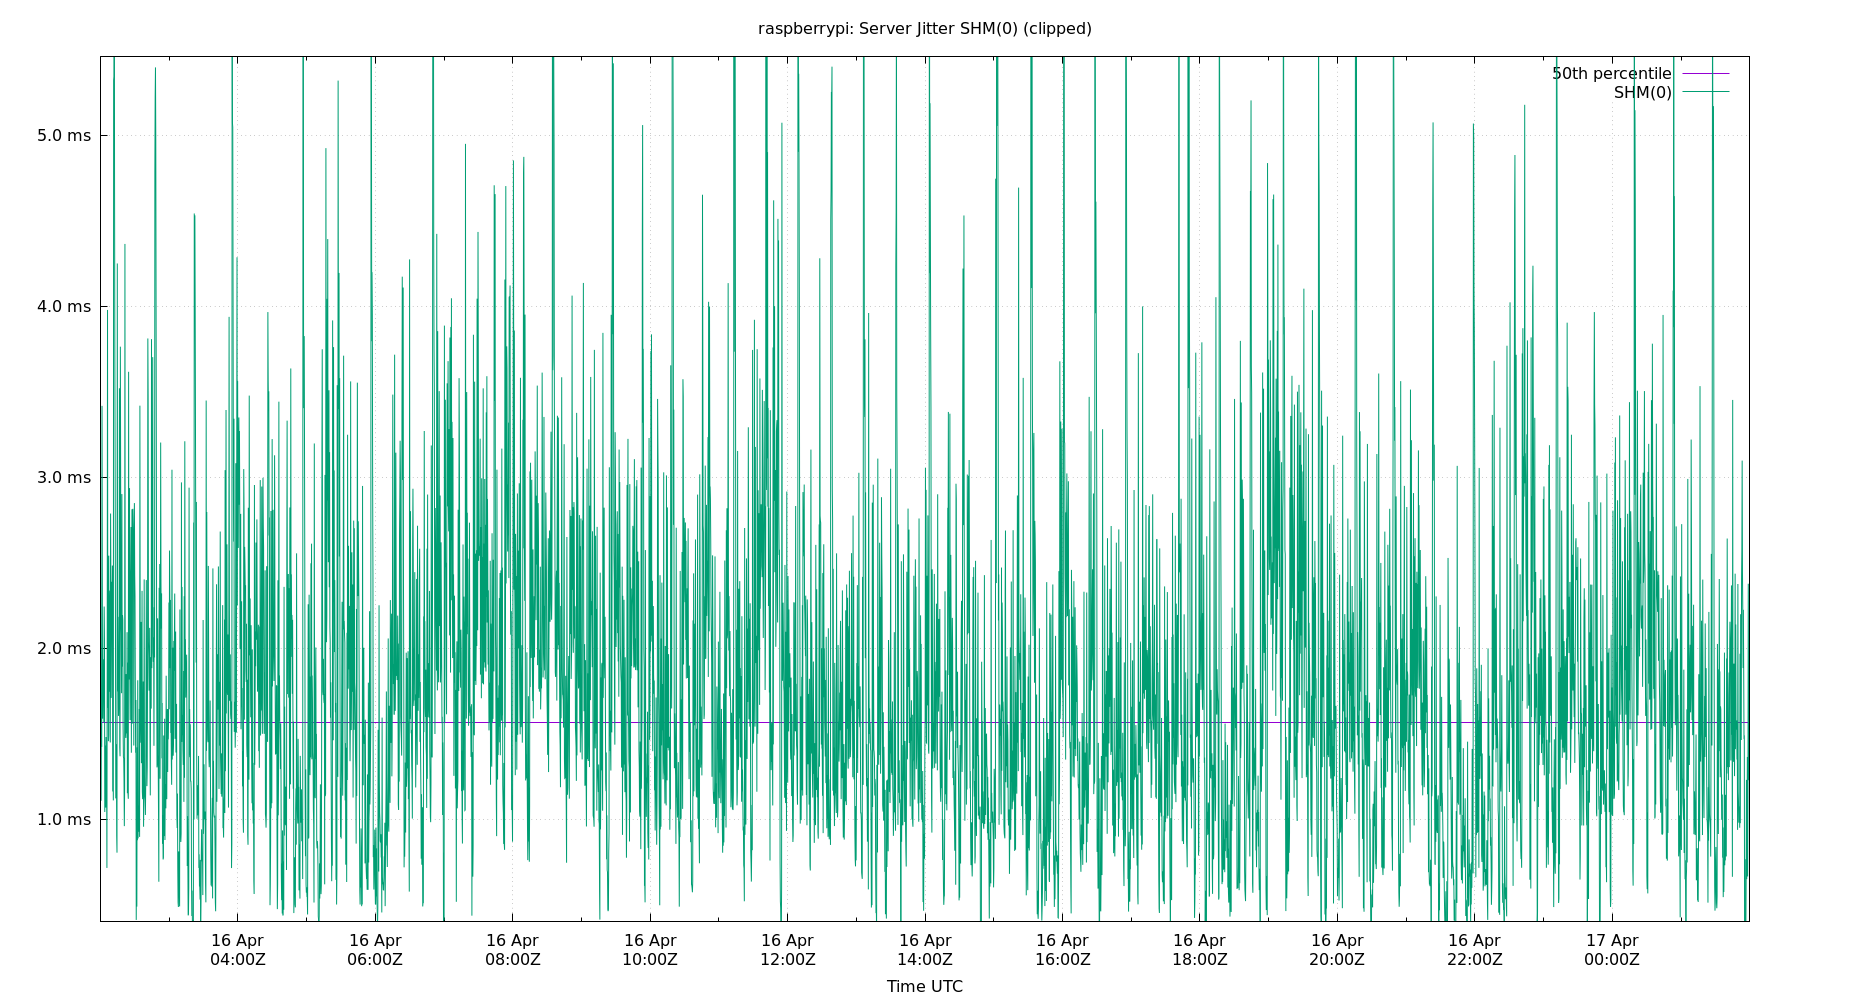 raspberrypi: Server Jitter SHM(0) (clipped)
50th percentile
SHM(0)
5.0 ms
4.0 ms
3.0 ms
2.0 ms
1.0 ms
16 Apr 16 Apr 16 Apr 16 Apr 16 Apr 16 Apr 16 Apr 16 Apr 16 Apr 16 Apr 17 Apr
04:00Z 06:00Z 08:00Z 10:00Z 12:00Z 14:00Z 16:00Z 18:00Z 20:00Z 22:00Z 00:00Z
Time UTC